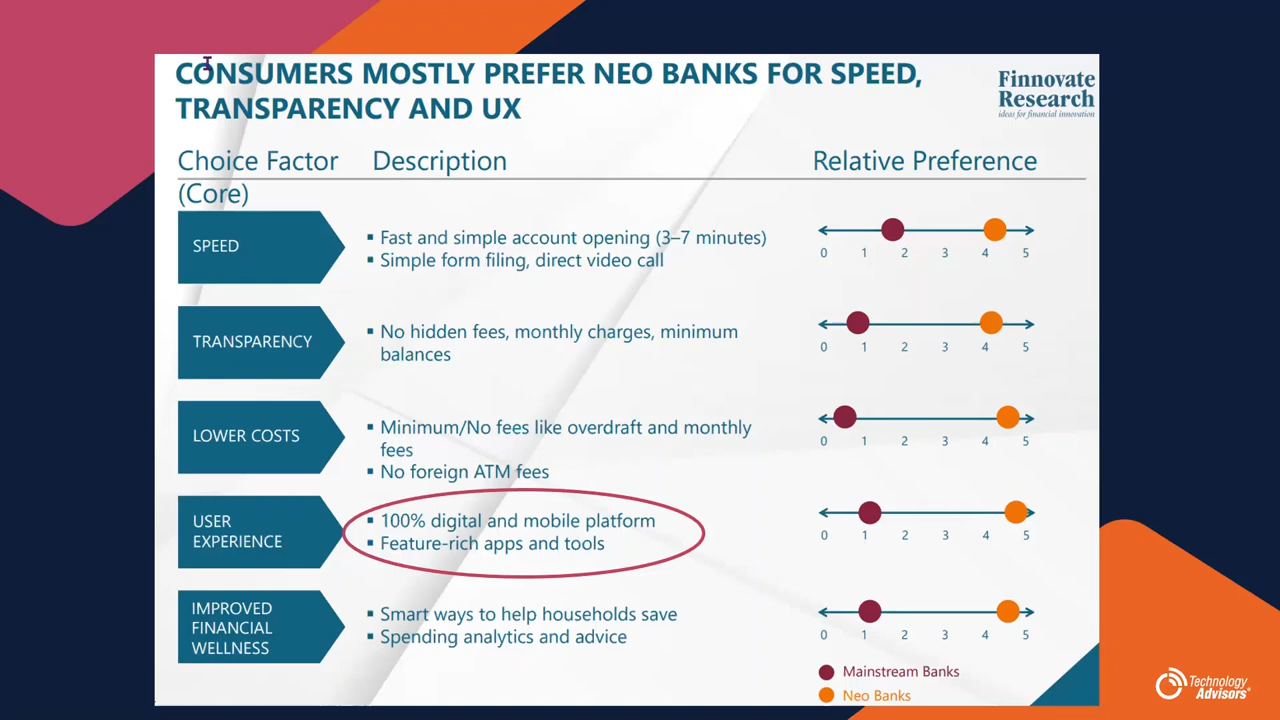 CONSUMERS MOSTLY PREFER NEO BANKS FOR SPEED,
TRANSPARENCY AND UX
Finnovate
Research
ideas for financial innovation
Choice Factor
(Core)
Description
Relative Preference
SPEED
▪ Fast and simple account opening (3–7 minutes)
▪ Simple form filing, direct video call
0 1 2 3 4 5
TRANSPARENCY
▪ No hidden fees, monthly charges, minimum
balances
0 1 2 3 4 5
LOWER COSTS
▪ Minimum/No fees like overdraft and monthly
fees
▪ No foreign ATM fees
0 1 2 3 4 5
USER
EXPERIENCE
▪ 100% digital and mobile platform
▪ Feature-rich apps and tools
0 1 2 3 4 5
IMPROVED
FINANCIAL
WELLNESS
▪ Smart ways to help households save
▪ Spending analytics and advice
0 1 2 3 4 5
Mainstream Banks
Neo Banks
Technology
Advisors®